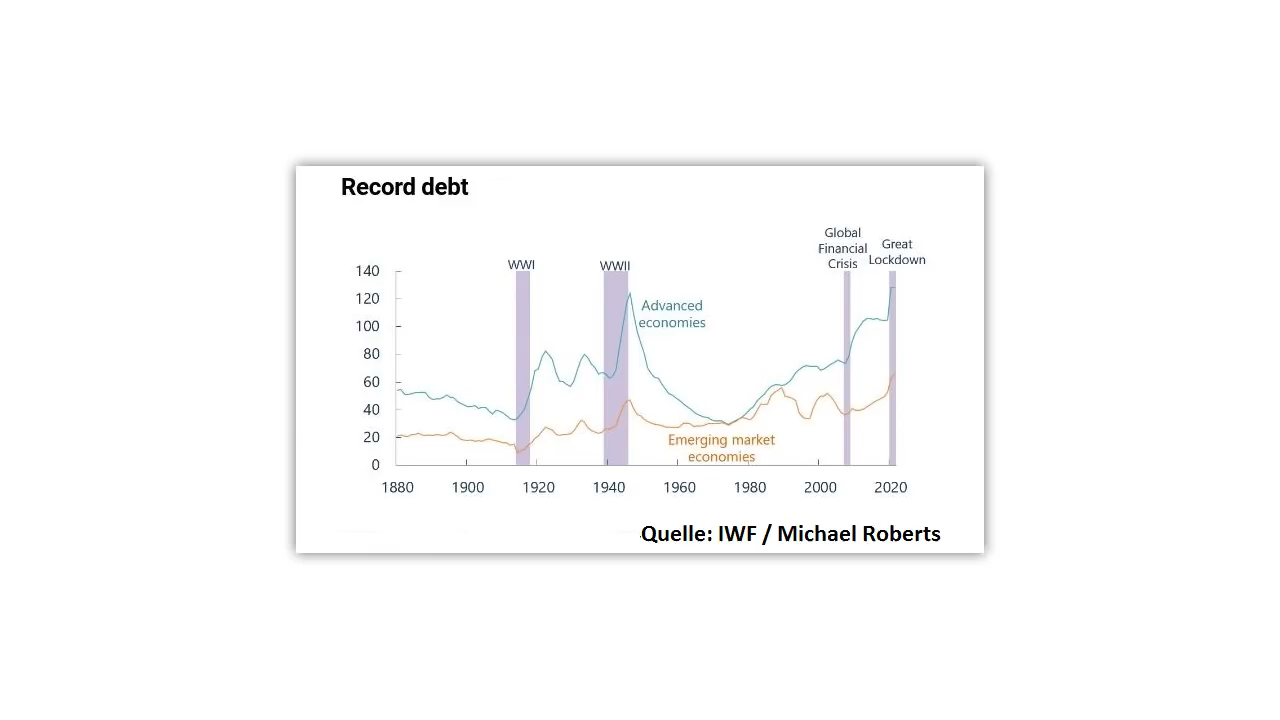 Record debt
Global
Financial
Crisis
Great
Lockdown
WWI
WWII
140
120
100
80
60
40
20
0
Advanced
economies
Emerging market
economies
1880 1900 1920 1940 1960 1980 2000 2020
Quelle: IWF / Michael Roberts